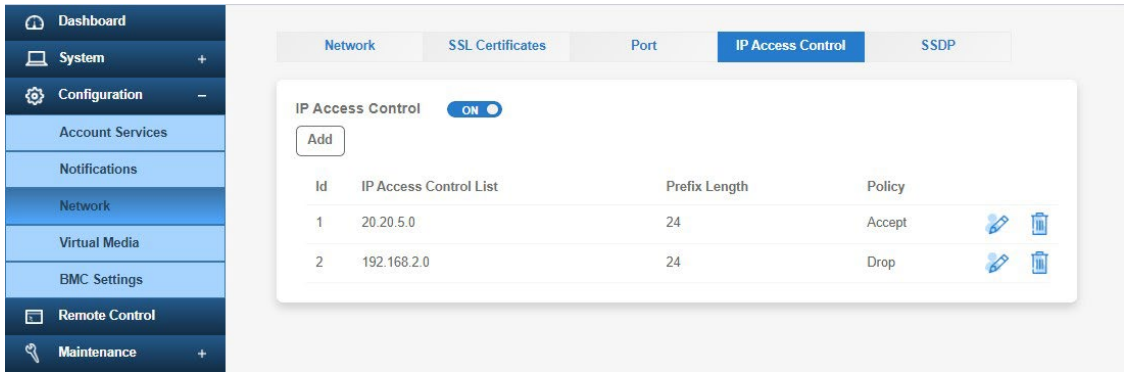 Dashboard
System +
Configuration –
Account Services
Notifications
Network
Virtual Media
BMC Settings
Remote Control
Maintenance +
Network SSL Certificates Port IP Access Control SSDP
IP Access Control ON
Add
Id IP Access Control List Prefix Length Policy
1 20.20.5.0 24 Accept
2 192.168.2.0 24 Drop